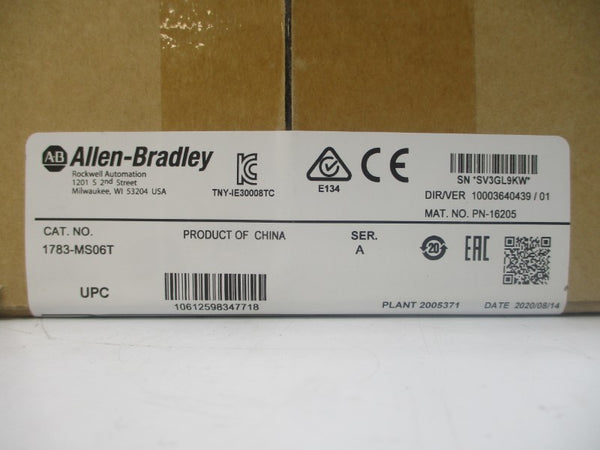 A-B Allen-Bradley
Rockwell Automation
1201 S 2nd Street
Milwaukee, WI 53204 USA
TNY-IE30008TC
CE
E134
SN *SV3GL9KW*
DIR/VER 10003640439 / 01
MAT. NO. PN-16205
CAT. NO.
1783-MS06T
PRODUCT OF CHINA
SER.
A
20
EAC
UPC
10612598347718
PLANT 2005371
DATE 2020/08/14